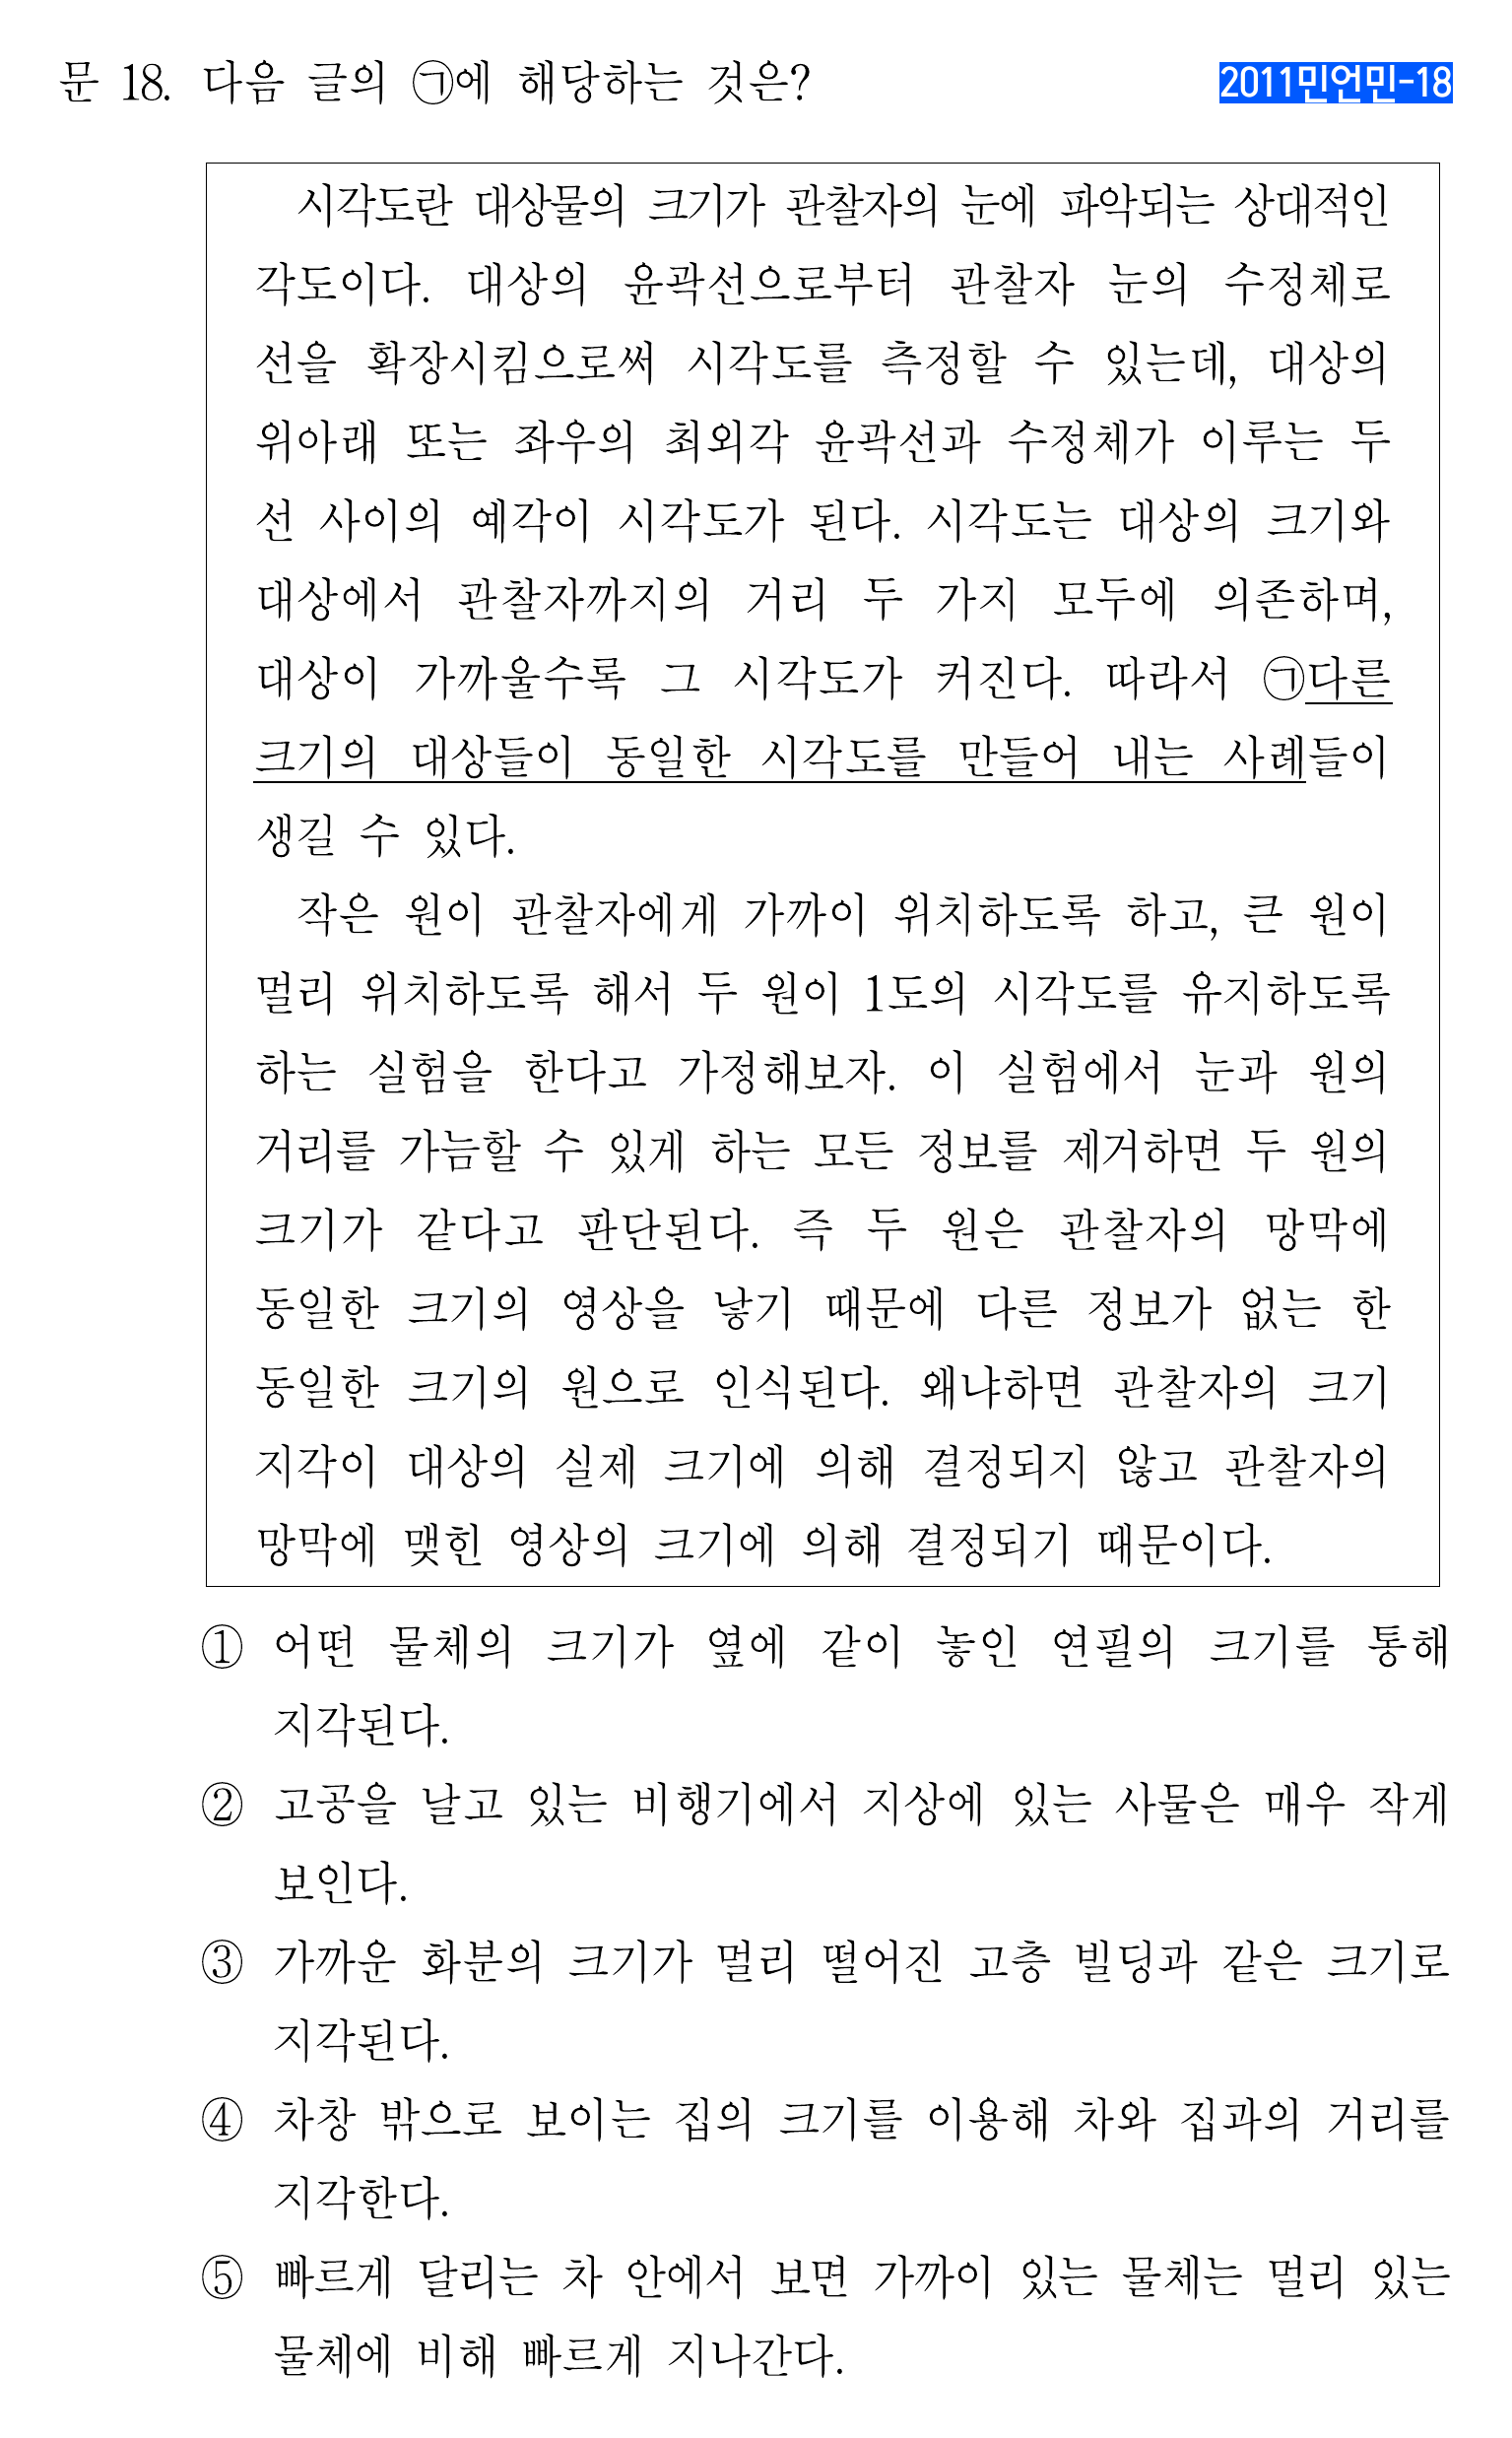 문 18. 다음 글의 ㉠에 해당하는 것은?
2011민언민-18
시각도란 대상물의 크기가 관찰자의 눈에 파악되는 상대적인
각도이다. 대상의 윤곽선으로부터 관찰자 눈의 수정체로
선을 확장시킴으로써 시각도를 측정할 수 있는데, 대상의
위아래 또는 좌우의 최외각 윤곽선과 수정체가 이루는 두
선 사이의 예각이 시각도가 된다. 시각도는 대상의 크기와
대상에서 관찰자까지의 거리 두 가지 모두에 의존하며,
대상이 가까울수록 그 시각도가 커진다. 따라서 ㉠다른
크기의 대상들이 동일한 시각도를 만들어 내는 사례들이
생길 수 있다.
작은 원이 관찰자에게 가까이 위치하도록 하고, 큰 원이
멀리 위치하도록 해서 두 원이 1도의 시각도를 유지하도록
하는 실험을 한다고 가정해보자. 이 실험에서 눈과 원의
거리를 가늠할 수 있게 하는 모든 정보를 제거하면 두 원의
크기가 같다고 판단된다. 즉 두 원은 관찰자의 망막에
동일한 크기의 영상을 낳기 때문에 다른 정보가 없는 한
동일한 크기의 원으로 인식된다. 왜냐하면 관찰자의 크기
지각이 대상의 실제 크기에 의해 결정되지 않고 관찰자의
망막에 맺힌 영상의 크기에 의해 결정되기 때문이다.
① 어떤 물체의 크기가 옆에 같이 놓인 연필의 크기를 통해
지각된다.
② 고공을 날고 있는 비행기에서 지상에 있는 사물은 매우 작게
보인다.
③ 가까운 화분의 크기가 멀리 떨어진 고층 빌딩과 같은 크기로
지각된다.
④ 차창 밖으로 보이는 집의 크기를 이용해 차와 집과의 거리를
지각한다.
⑤ 빠르게 달리는 차 안에서 보면 가까이 있는 물체는 멀리 있는
물체에 비해 빠르게 지나간다.